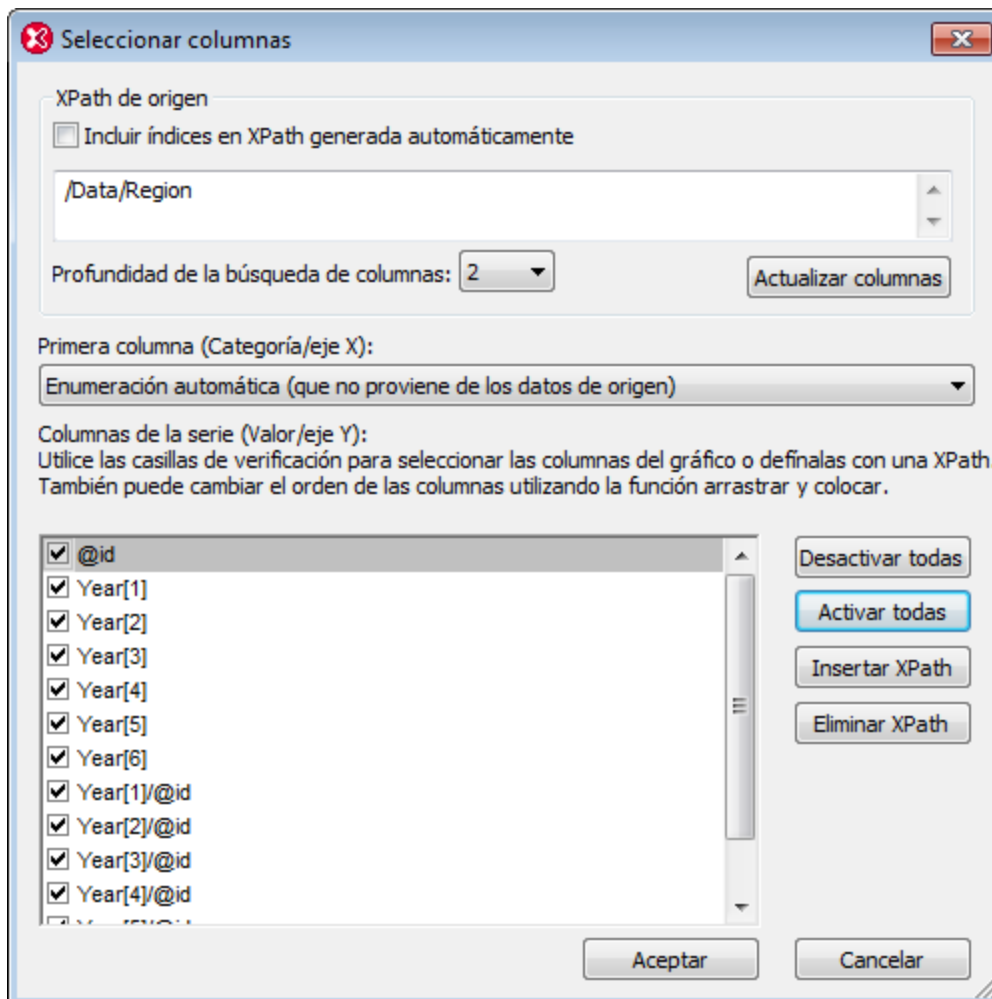 Seleccionar columnas
XPath de origen
Incluir índices en XPath generada automáticamente
/Data/Region
Profundidad de la búsqueda de columnas: 2
Actualizar columnas
Primera columna (Categoría/eje X):
Enumeración automática (que no proviene de los datos de origen)
Columnas de la serie (Valor/eje Y):
Utilice las casillas de verificación para seleccionar las columnas del gráfico o defínalas con una XPath.
También puede cambiar el orden de las columnas utilizando la función arrastrar y colocar.
@id
Year[1]
Year[2]
Year[3]
Year[4]
Year[5]
Year[6]
Year[1]/@id
Year[2]/@id
Year[3]/@id
Year[4]/@id
Desactivar todas
Activar todas
Insertar XPath
Eliminar XPath
Aceptar
Cancelar